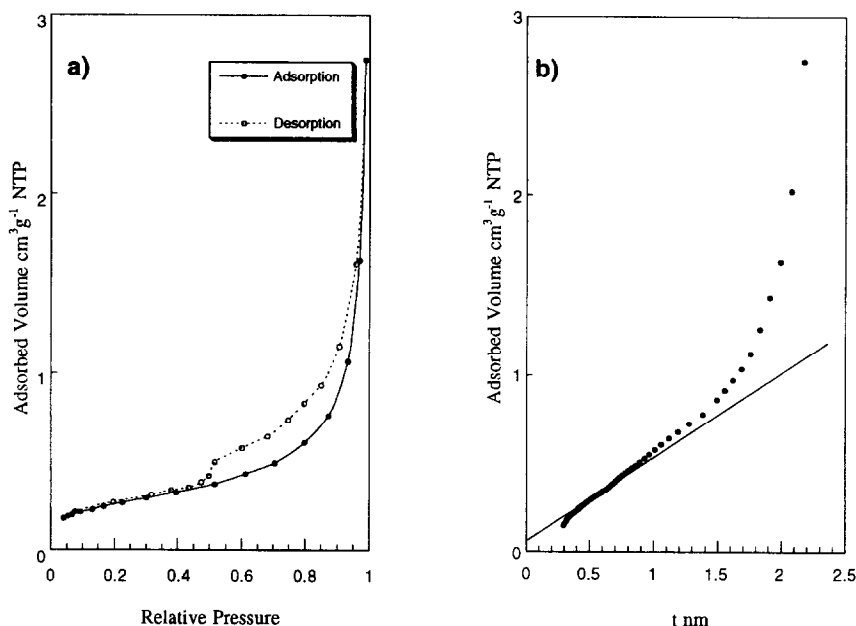 a)
Adsorption
Desorption
Adsorbed Volume cm³g⁻¹ NTP
3
2
1
0
0
0.2
0.4
0.6
0.8
1
Relative Pressure
b)
Adsorbed Volume cm³g⁻¹ NTP
3
2
1
0
0
0.5
1
1.5
2
2.5
t nm